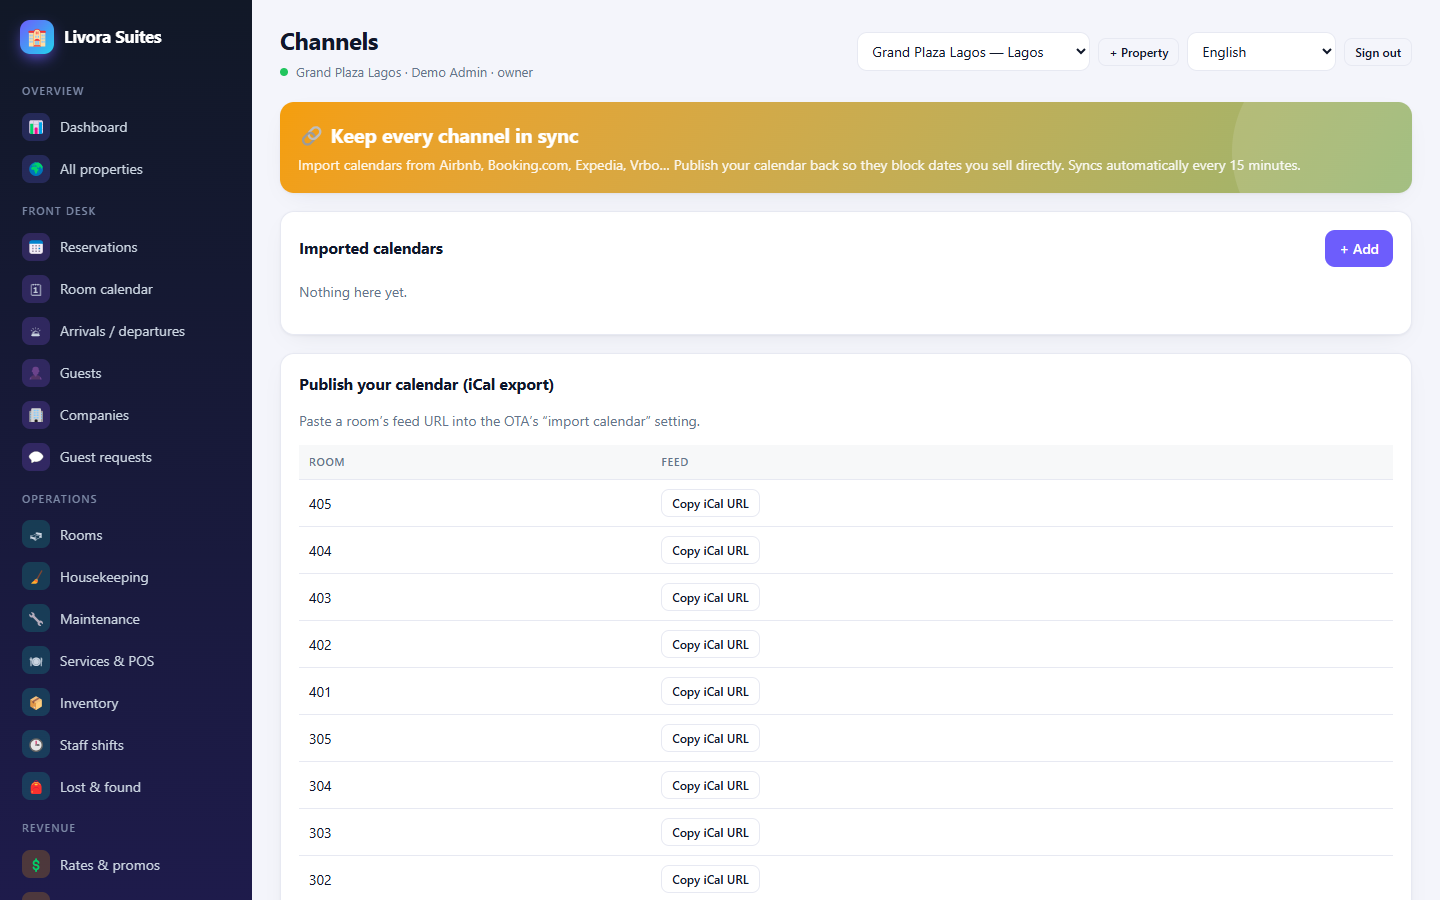 Livora Suites
OVERVIEW
Dashboard
All properties
FRONT DESK
Reservations
Room calendar
Arrivals / departures
Guests
Companies
Guest requests
OPERATIONS
Rooms
Housekeeping
Maintenance
Services & POS
Inventory
Staff shifts
Lost & found
REVENUE
Rates & promos
Channels
Grand Plaza Lagos · Demo Admin · owner
Grand Plaza Lagos — Lagos
+ Property
English
Sign out
Keep every channel in sync
Import calendars from Airbnb, Booking.com, Expedia, Vrbo... Publish your calendar back so they block dates you sell directly. Syncs automatically every 15 minutes.
Imported calendars
+ Add
Nothing here yet.
Publish your calendar (iCal export)
Paste a room’s feed URL into the OTA’s “import calendar” setting.
ROOM FEED
405 Copy iCal URL
404 Copy iCal URL
403 Copy iCal URL
402 Copy iCal URL
401 Copy iCal URL
305 Copy iCal URL
304 Copy iCal URL
303 Copy iCal URL
302 Copy iCal URL